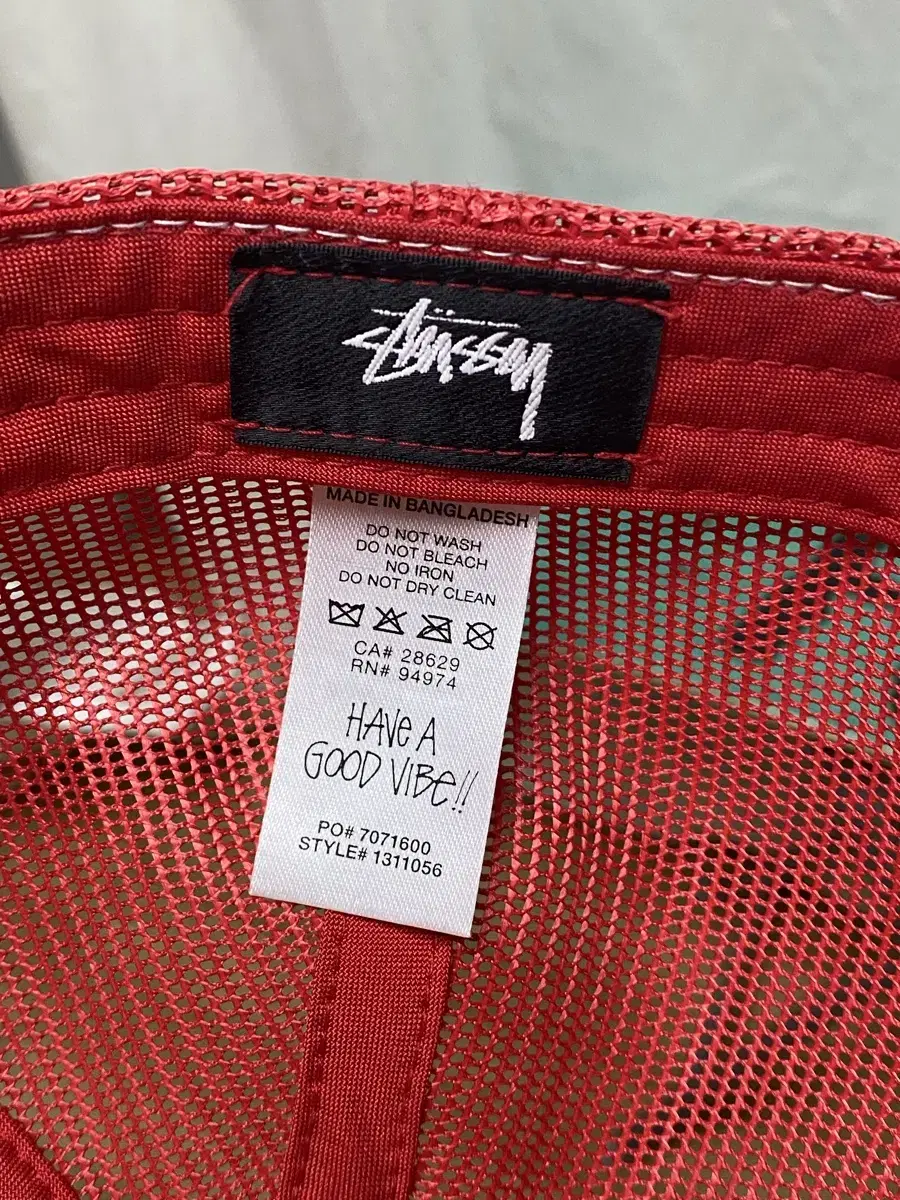 Stüssy
MADE IN BANGLADESH
DO NOT WASH
DO NOT BLEACH
NO IRON
DO NOT DRY CLEAN
CA# 28629
RN# 94974
HAVE A
GOOD VIBE!!
PO# 7071600
STYLE# 1311056